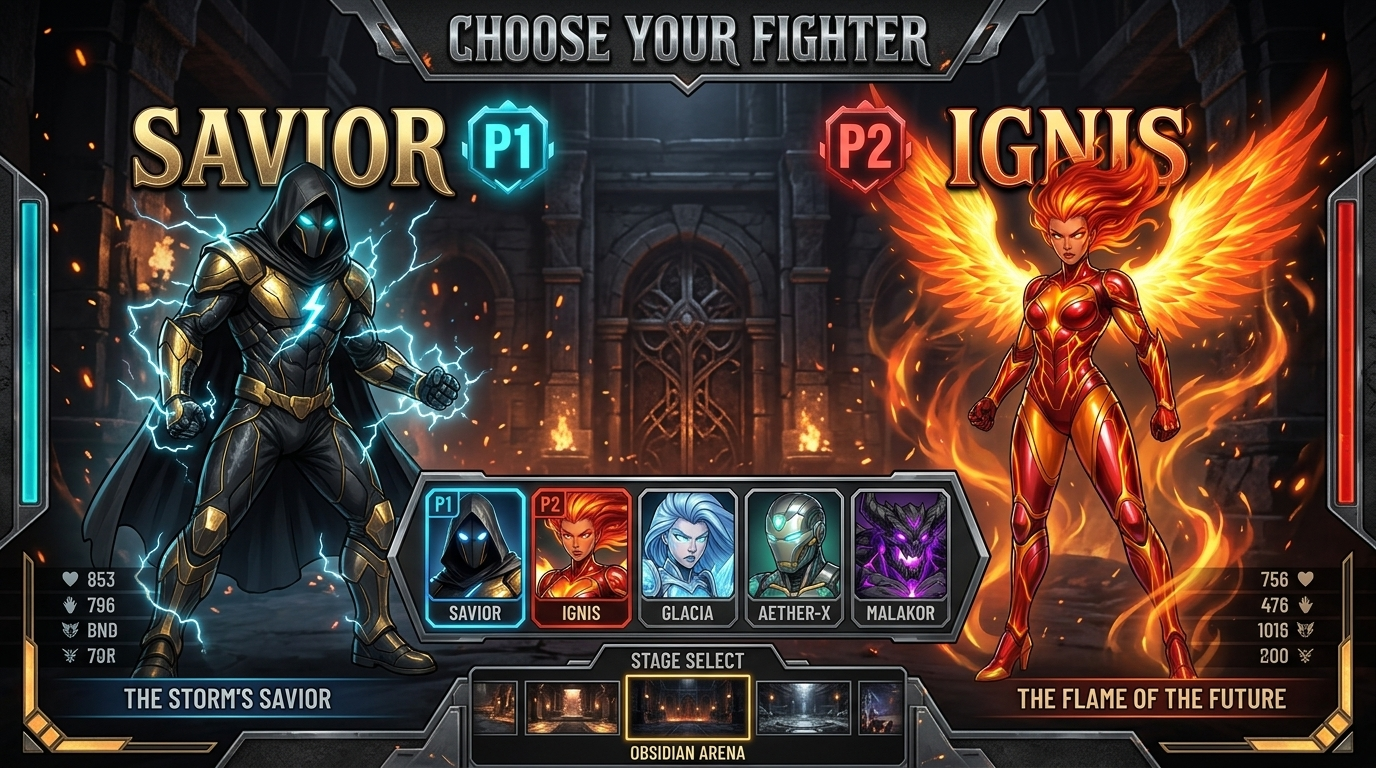 CHOOSE YOUR FIGHTER
SAVIOR
P1
P2
IGNIS
853
796
BND
70R
756
476
1016
200
P1
SAVIOR
P2
IGNIS
GLACIA
AETHER-X
MALAKOR
THE STORM'S SAVIOR
THE FLAME OF THE FUTURE
STAGE SELECT
OBSIDIAN ARENA